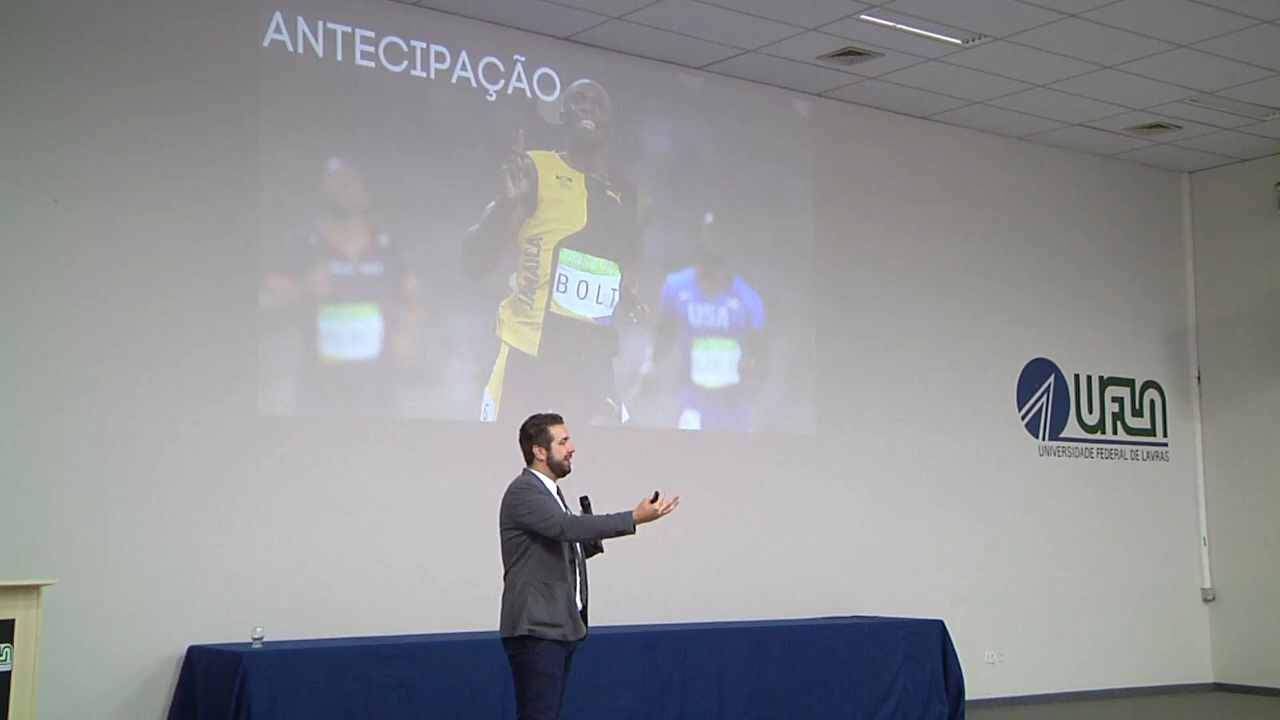 ANTECIPAÇÃO
JAMAICA
BOLT
USA
UFLA
UNIVERSIDADE FEDERAL DE LAVRAS